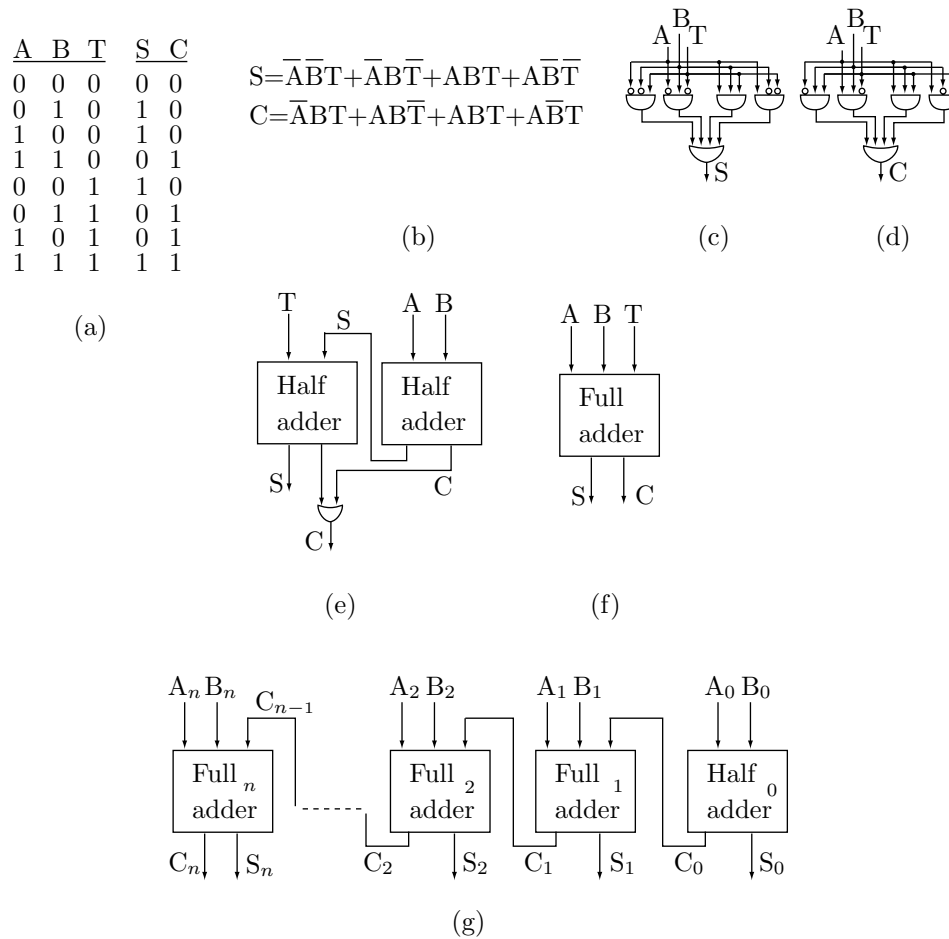 A B T S C
0 0 0 0 0
0 1 0 1 0
1 0 0 1 0
1 1 0 0 1
0 0 1 1 0
0 1 1 0 1
1 0 1 0 1
1 1 1 1 1
(a)
S=A̅B̅T+A̅BT̅+ABT+AB̅T̅
C=A̅BT+ABT̅+ABT+AB̅T
(b)
A B T
S
(c)
A B T
C
(d)
T S A B
Half
adder
Half
adder
S C
C
(e)
A B T
Full
adder
S C
(f)
Aₙ Bₙ Cₙ₋₁ A₂ B₂ A₁ B₁ A₀ B₀
Full n
adder
Full 2
adder
Full 1
adder
Half 0
adder
Cₙ Sₙ C₂ S₂ C₁ S₁ C₀ S₀
(g)